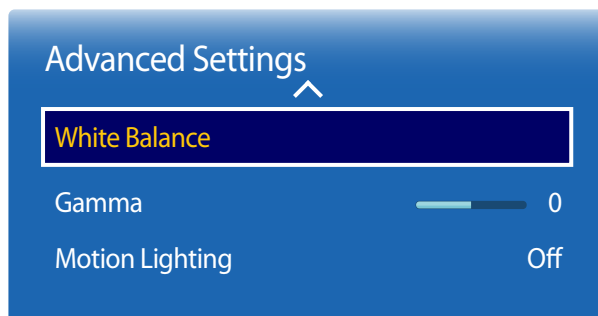 Advanced Settings
White Balance
Gamma 0
Motion Lighting Off